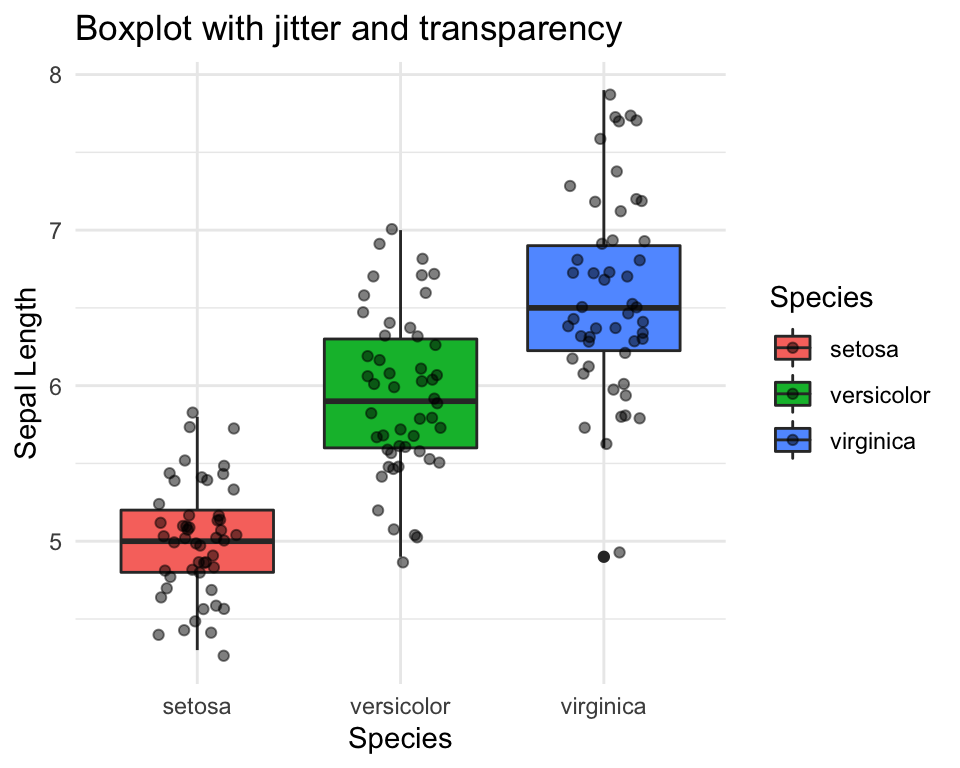 Boxplot with jitter and transparency
8
7
6
5
Sepal Length
setosa
versicolor
virginica
Species
Species
setosa
versicolor
virginica